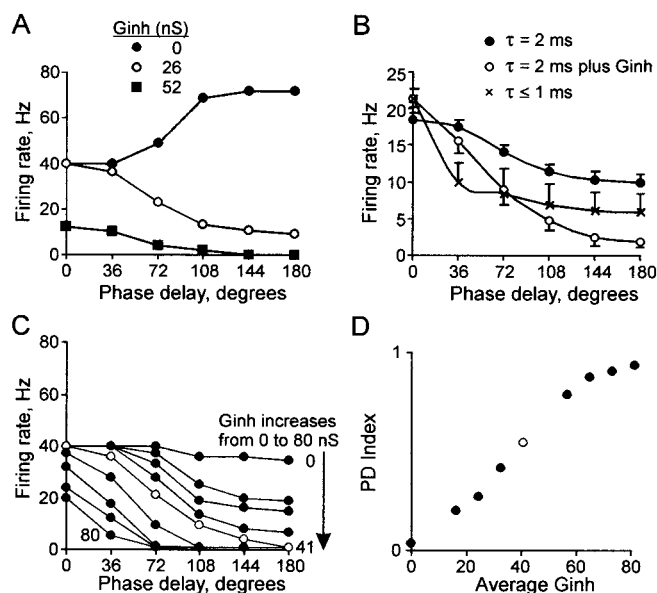 A
Ginh (nS)
0
26
52
Firing rate, Hz
80
60
40
20
0
0 36 72 108 144 180
Phase delay, degrees
B
τ = 2 ms
τ = 2 ms plus Ginh
τ ≤ 1 ms
Firing rate, Hz
25
20
15
10
5
0
0 36 72 108 144 180
Phase delay, degrees
C
Firing rate, Hz
80
60
40
20
0
Ginh increases
from 0 to 80 nS
0
80
41
0 36 72 108 144 180
Phase delay, degrees
D
PD Index
1
0
0 20 40 60 80
Average Ginh